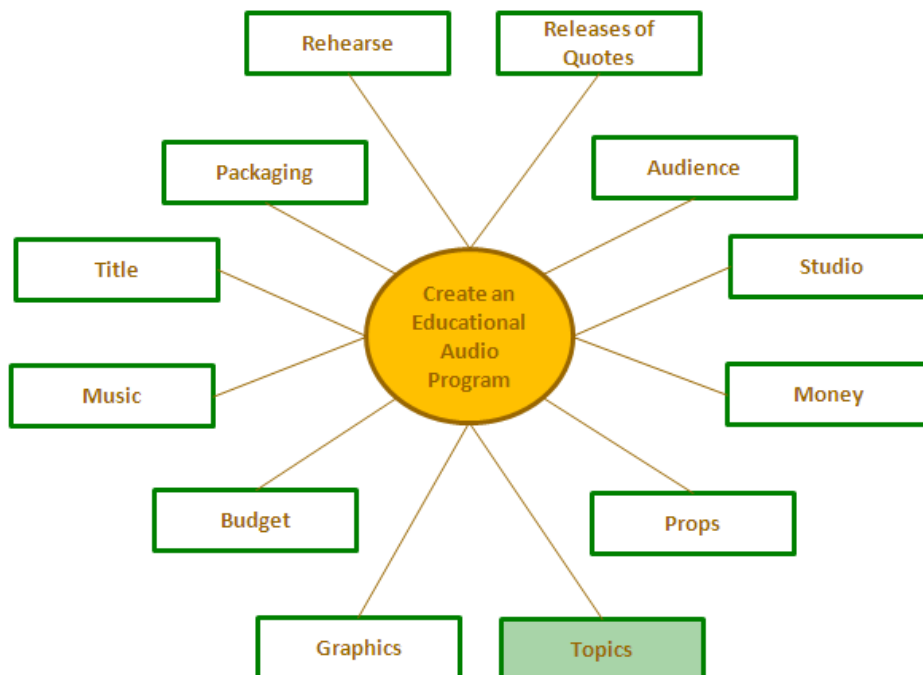 Rehearse
Releases of
Quotes
Packaging
Audience
Title
Studio
Create an
Educational
Audio
Program
Music
Money
Budget
Props
Graphics
Topics